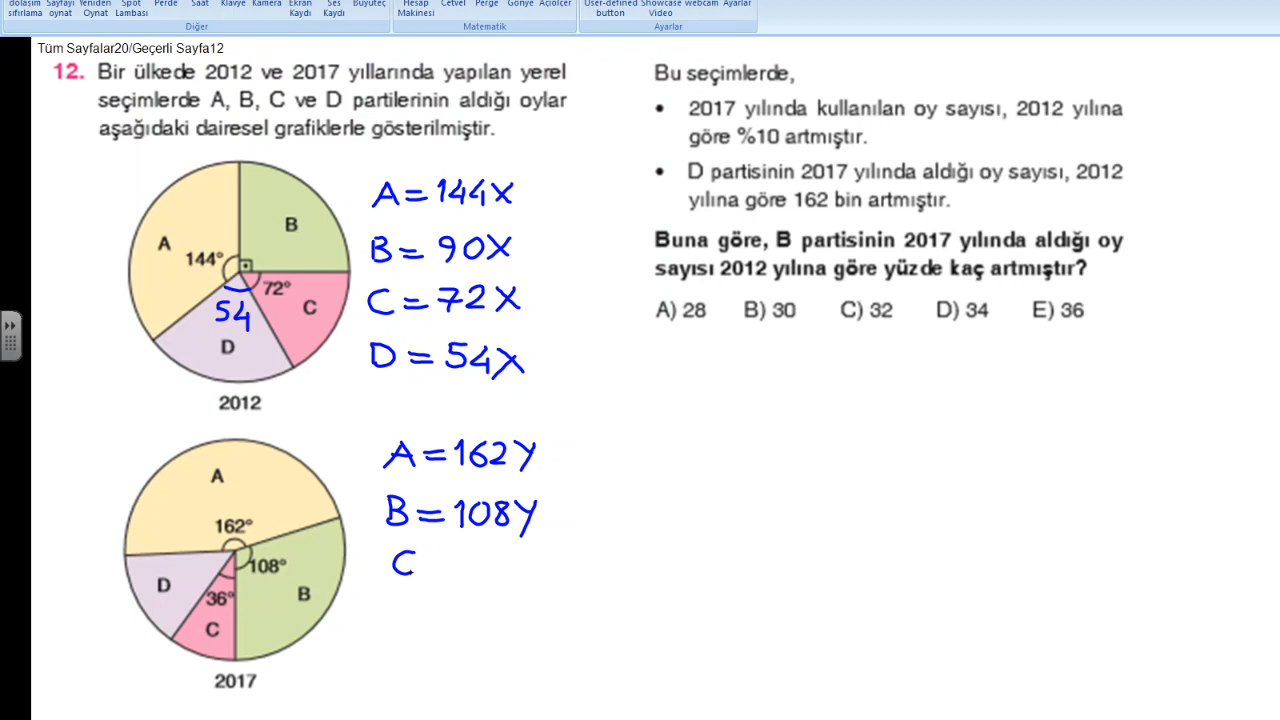 dolaşım Sayfayı Yeniden Spot Perde Saat Klavye Kamera Ekran Ses Büyüteç Hesap Cetvel Perge Gönye Açıölçer User-defined Showcase webcam Ayarlar
sıfırlama oynat Oynat Lambası Kaydı Kaydı Makinesi button Video
Diğer Matematik Ayarlar
Tüm Sayfalar20/Geçerli Sayfa12
12. Bir ülkede 2012 ve 2017 yıllarında yapılan yerel
seçimlerde A, B, C ve D partilerinin aldığı oylar
aşağıdaki dairesel grafiklerle gösterilmiştir.
A
B
144°
72°
C
54
D
2012
A = 144X
B = 90X
C = 72X
D = 54X
A
162°
108°
D
36°
B
C
2017
A = 162Y
B = 108Y
C
Bu seçimlerde,
• 2017 yılında kullanılan oy sayısı, 2012 yılına
göre %10 artmıştır.
• D partisinin 2017 yılında aldığı oy sayısı, 2012
yılına göre 162 bin artmıştır.
Buna göre, B partisinin 2017 yılında aldığı oy
sayısı 2012 yılına göre yüzde kaç artmıştır?
A) 28 B) 30 C) 32 D) 34 E) 36